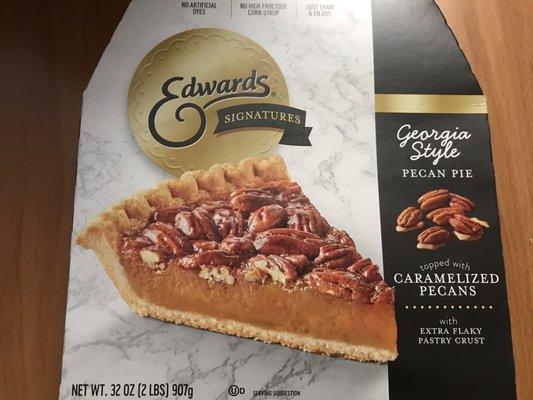 NO ARTIFICIAL
DYES
NO HIGH FRUCTOSE
CORN SYRUP
JUST THAW
& ENJOY!
Edwards
SIGNATURES
Georgia
Style
PECAN PIE
topped with
CARAMELIZED
PECANS
with
EXTRA FLAKY
PASTRY CRUST
NET WT. 32 OZ (2 LBS) 907g
U D
SERVING SUGGESTION